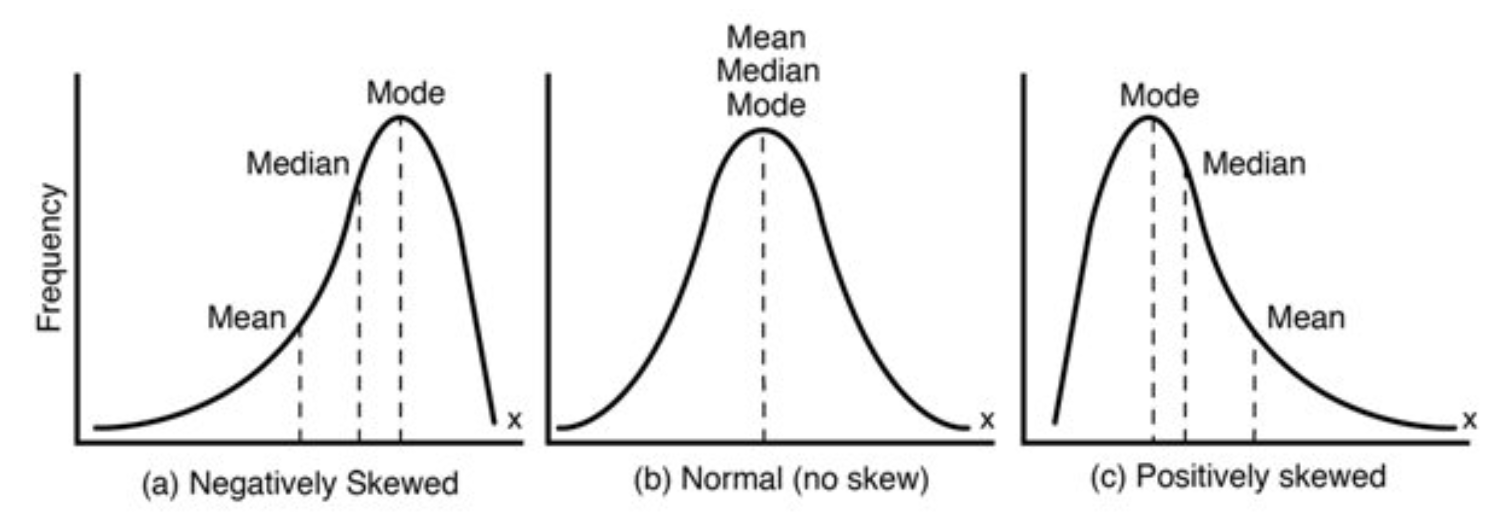 Frequency
Mode
Median
Mean
x
(a) Negatively Skewed
Mean
Median
Mode
x
(b) Normal (no skew)
Mode
Median
Mean
x
(c) Positively skewed